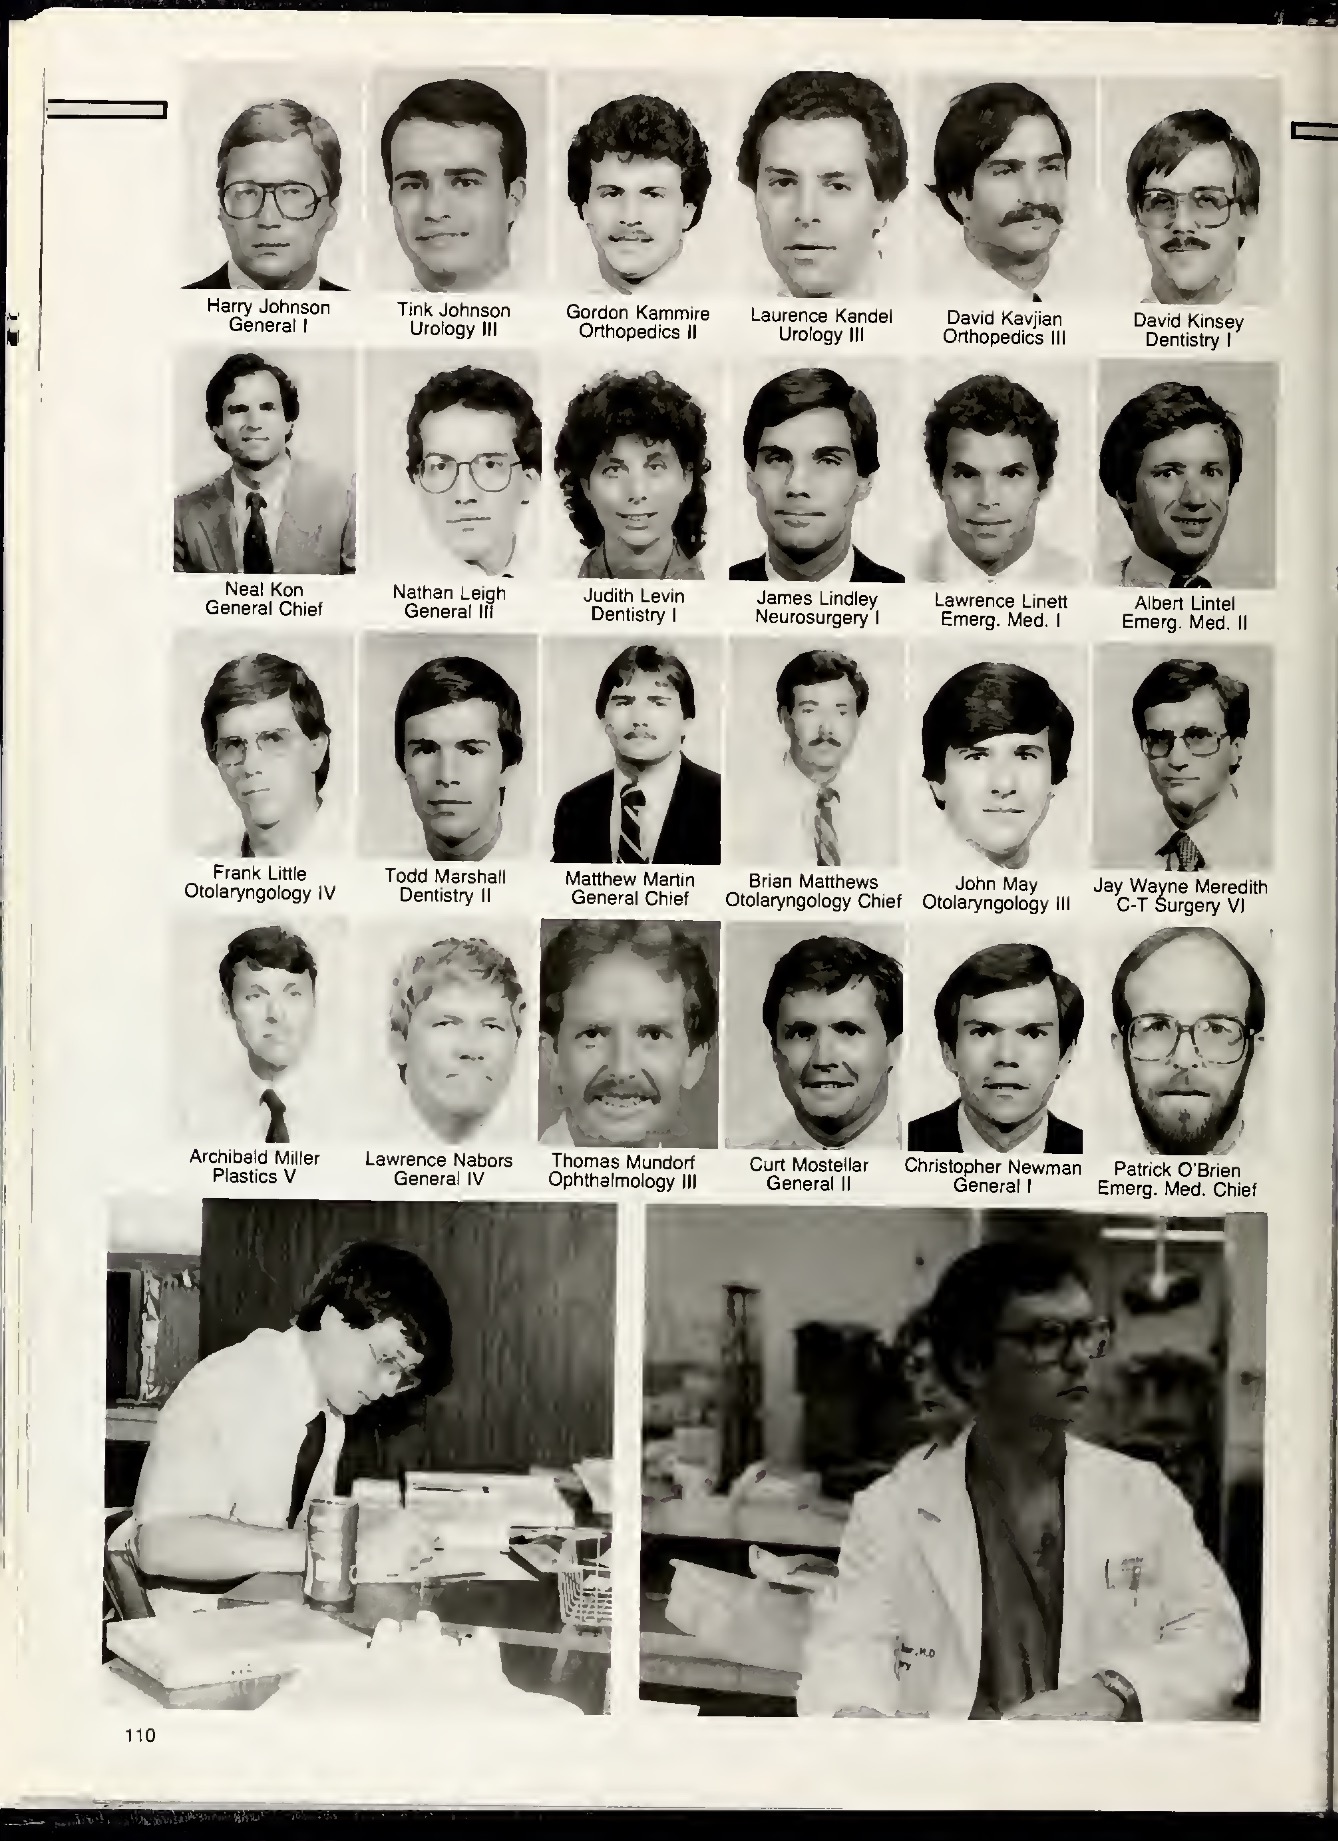 Harry Johnson
General I
Tink Johnson
Urology III
Gordon Kammire
Orthopedics II
Laurence Kandel
Urology III
David Kavjian
Orthopedics III
David Kinsey
Dentistry I
Neal Kon
General Chief
Nathan Leigh
General III
Judith Levin
Dentistry I
James Lindley
Neurosurgery I
Lawrence Linett
Emerg. Med. I
Albert Lintel
Emerg. Med. II
Frank Little
Otolaryngology IV
Todd Marshall
Dentistry II
Matthew Martin
General Chief
Brian Matthews
Otolaryngology Chief
John May
Otolaryngology III
Jay Wayne Meredith
C-T Surgery VI
Archibald Miller
Plastics V
Lawrence Nabors
General IV
Thomas Mundorf
Ophthalmology III
Curt Mostellar
General II
Christopher Newman
General I
Patrick O'Brien
Emerg. Med. Chief
110